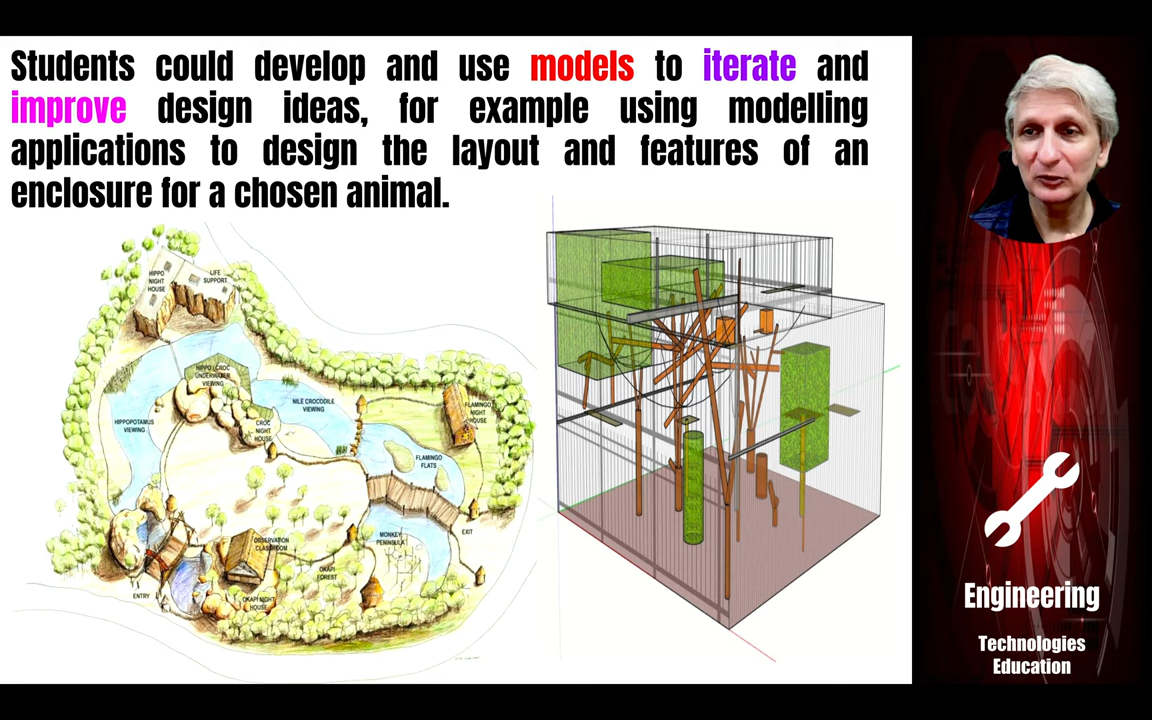 Students could develop and use models to iterate and
improve design ideas, for example using modelling
applications to design the layout and features of an
enclosure for a chosen animal.
HIPPO
NIGHT
HOUSE
LIFE
SUPPORT
HIPPO / CROC
UNDERWATER
VIEWING
NILE CROCODILE
VIEWING
HIPPOPOTAMUS
VIEWING
CROC
NIGHT
HOUSE
FLAMINGO
NIGHT
HOUSE
FLAMINGO
FLATS
EXIT
MONKEY
PENINSULA
OBSERVATION
CLASSROOM
OKAPI
FOREST
ENTRY
OKAPI NIGHT
HOUSE
Engineering
Technologies
Education